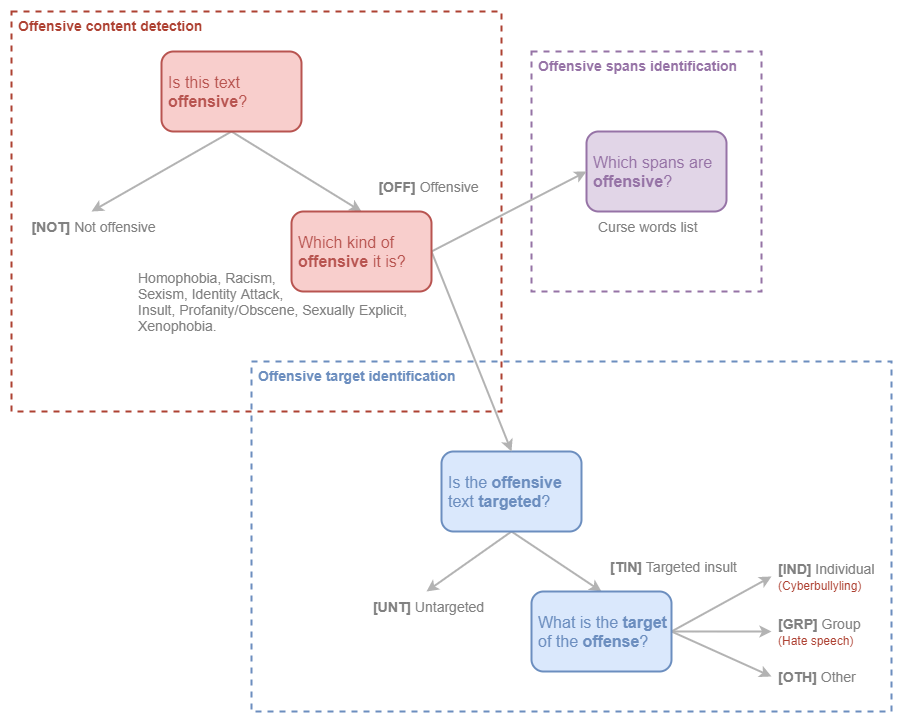 Offensive content detection
Is this text
offensive?
[NOT] Not offensive
[OFF] Offensive
Which kind of
offensive it is?
Homophobia, Racism,
Sexism, Identity Attack,
Insult, Profanity/Obscene, Sexually Explicit,
Xenophobia.
Offensive spans identification
Which spans are
offensive?
Curse words list
Offensive target identification
Is the offensive
text targeted?
[UNT] Untargeted
[TIN] Targeted insult
What is the target
of the offense?
[IND] Individual
(Cyberbullyling)
[GRP] Group
(Hate speech)
[OTH] Other